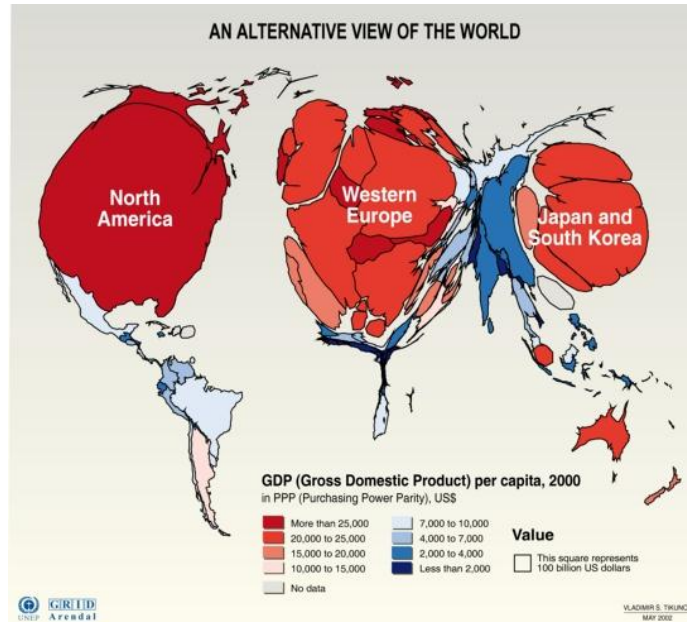 AN ALTERNATIVE VIEW OF THE WORLD
North
America
Western
Europe
Japan and
South Korea
GDP (Gross Domestic Product) per capita, 2000
in PPP (Purchasing Power Parity), US$
More than 25,000
20,000 to 25,000
15,000 to 20,000
10,000 to 15,000
No data
7,000 to 10,000
4,000 to 7,000
2,000 to 4,000
Less than 2,000
Value
This square represents
100 billion US dollars
UNEP
GRID
Arendal
VLADIMIR S. TIKUNO
MAY 2002